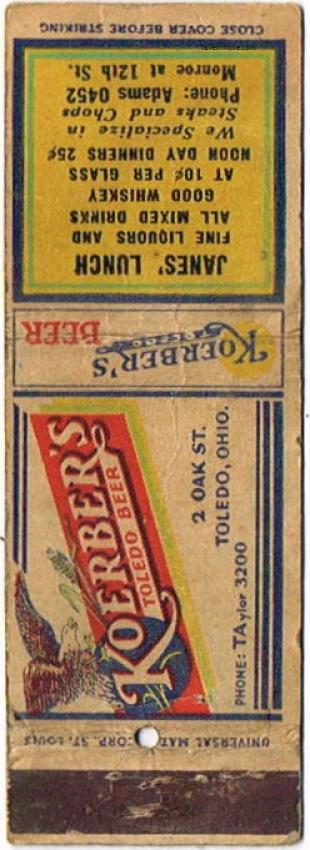 CLOSE COVER BEFORE STRIKING
JANES' LUNCH
FINE LIQUORS AND
ALL MIXED DRINKS
GOOD WHISKEY
AT 10¢ PER GLASS
NOON DAY DINNERS 25¢
We Specialize in
Steaks and Chops
Phone: Adams 0452
Monroe at 12th St.
KOERBER'S
BEER
KOERBER'S
TOLEDO BEER
2 OAK ST.
TOLEDO, OHIO.
PHONE: TAylor 3200
UNIVERSAL MAT CORP. ST. LOUIS